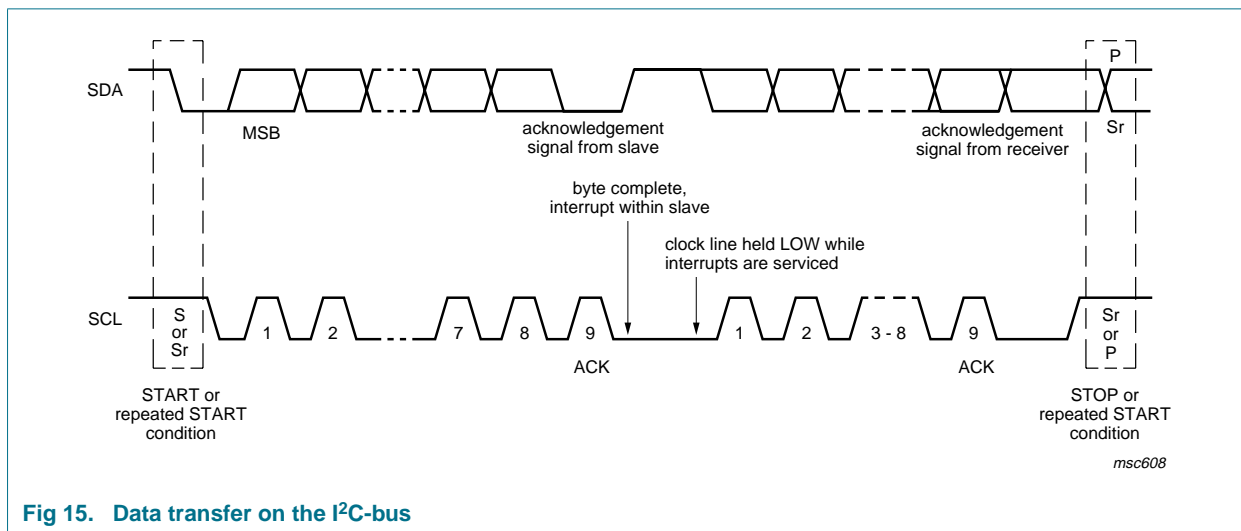 P
SDA
MSB
acknowledgement
signal from slave
acknowledgement
signal from receiver
Sr
byte complete,
interrupt within slave
clock line held LOW while
interrupts are serviced
SCL
S
or
Sr
1
2
7
8
9
1
2
3 - 8
9
Sr
or
P
ACK
ACK
START or
repeated START
condition
STOP or
repeated START
condition
msc608
Fig 15. Data transfer on the I²C-bus